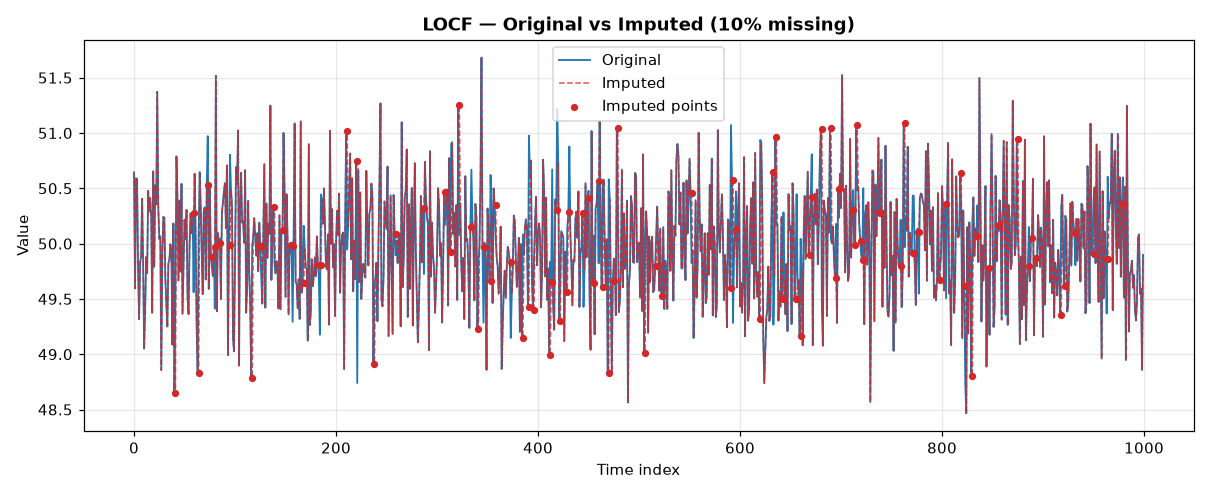 LOCF — Original vs Imputed (10% missing)
Original
Imputed
Imputed points
51.5
51.0
50.5
50.0
49.5
49.0
48.5
Value
0 200 400 600 800 1000
Time index